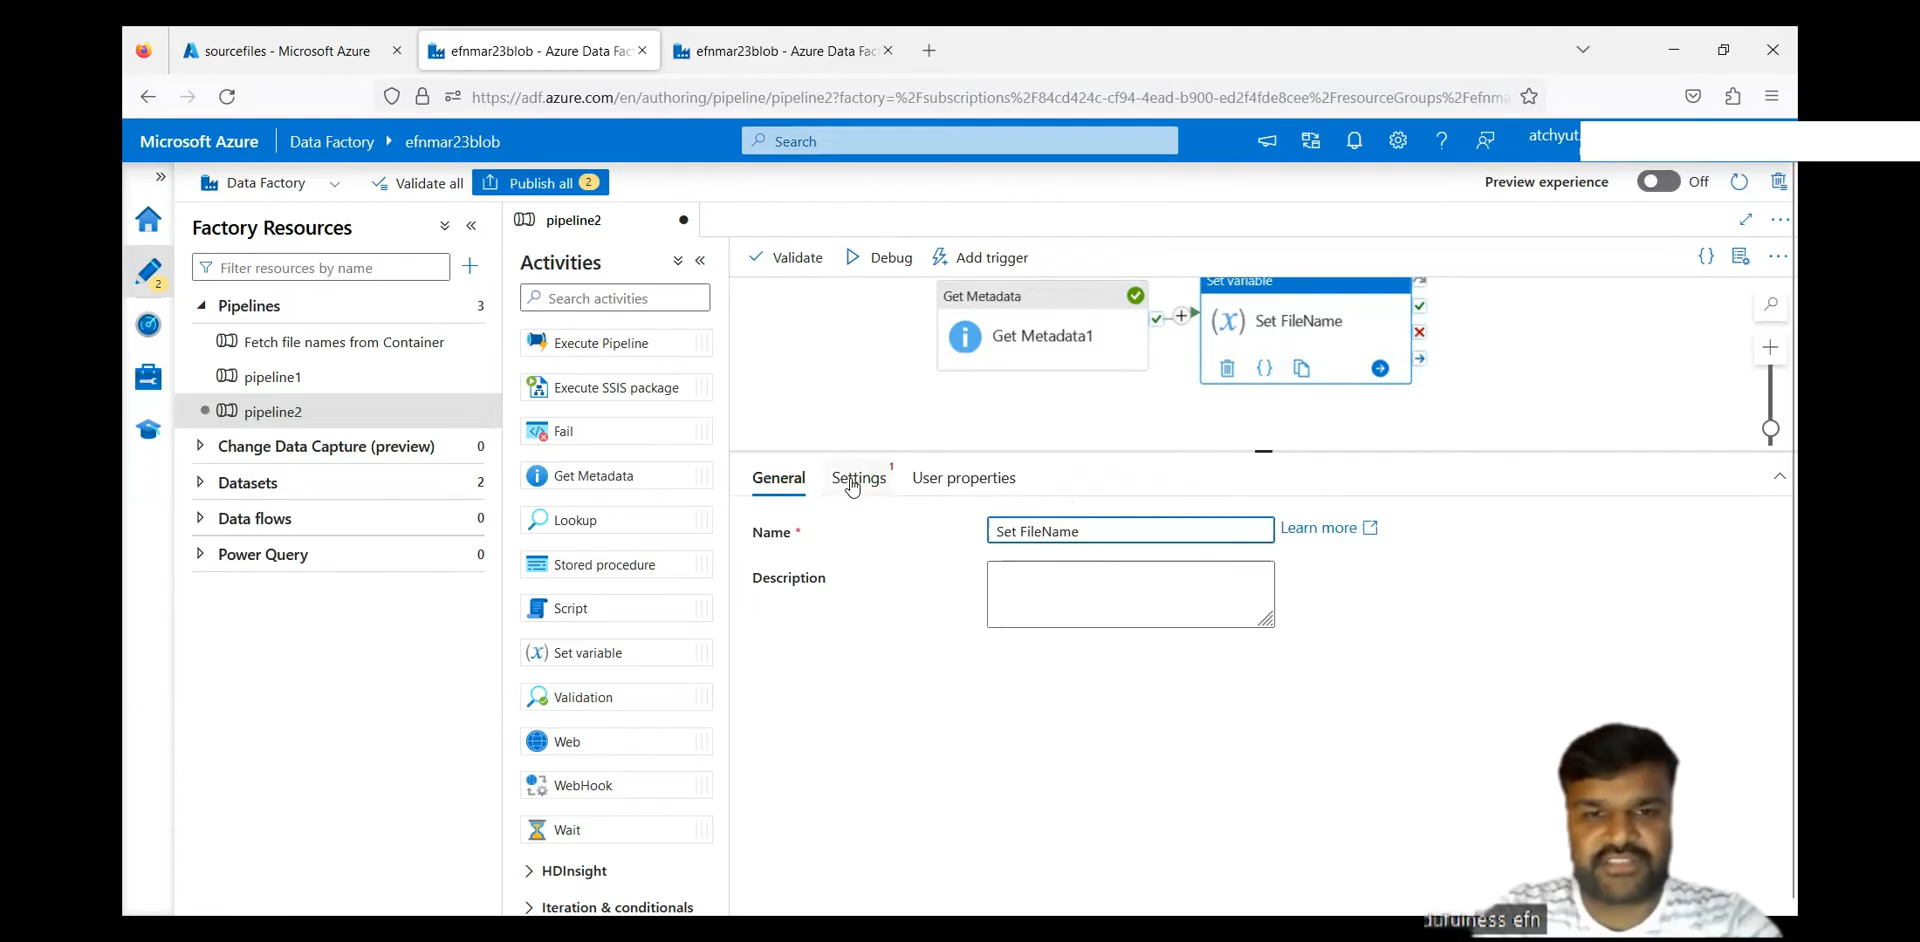 sourcefiles - Microsoft Azure
efnmar23blob - Azure Data Fac
efnmar23blob - Azure Data Fac
https://adf.azure.com/en/authoring/pipeline/pipeline2?factory=%2Fsubscriptions%2F84cd424c-cf94-4ead-b900-ed2f4fde8cee%2FresourceGroups%2Fefnma
Microsoft Azure
Data Factory
efnmar23blob
Search
atchyut
Data Factory
Validate all
Publish all 2
Preview experience
Off
Factory Resources
pipeline2
Filter resources by name
Activities
Validate
Debug
Add trigger
{}
2
Search activities
Pipelines 3
Fetch file names from Container
pipeline1
pipeline2
Change Data Capture (preview) 0
Datasets 2
Data flows 0
Power Query 0
Execute Pipeline
Execute SSIS package
Fail
Get Metadata
Lookup
Stored procedure
Script
(x) Set variable
Validation
Web
WebHook
Wait
HDInsight
Iteration & conditionals
Get Metadata
Get Metadata1
Set variable
(x) Set FileName
{}
General
Settings 1
User properties
Name *
Set FileName
Learn more
Description
efn